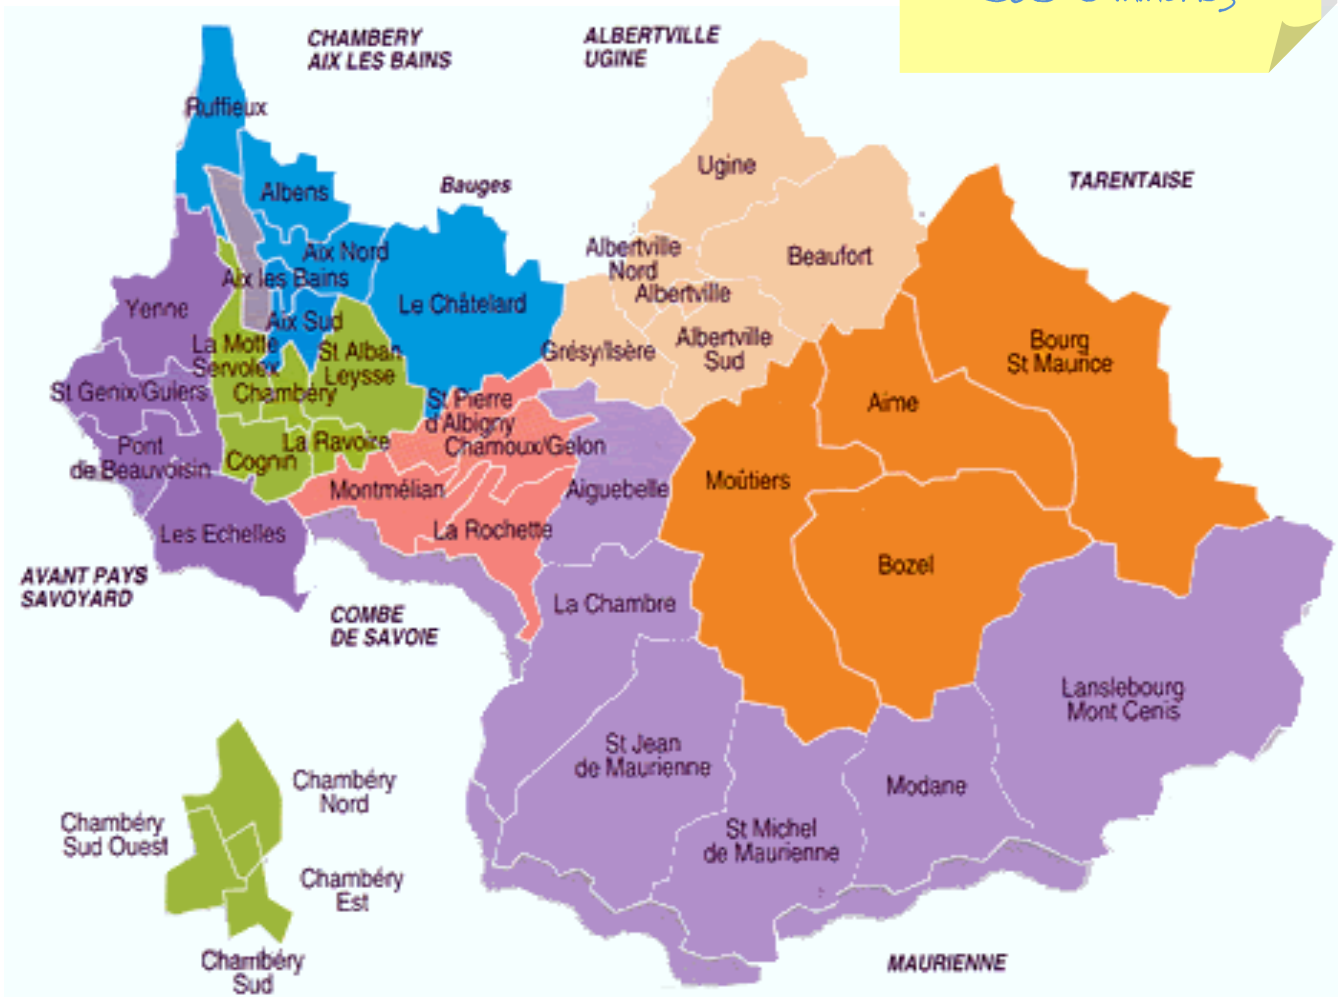 CHAMBERY
AIX LES BAINS
ALBERTVILLE
UGINE
Ruffieux
Ugine
TARENTAISE
Albens
Bauges
Aix Nord
Albertville
Nord
Beaufort
Aix les Bains
Albertville
Yenne
Le Châtelard
Aix Sud
Albertville
Sud
Bourg
St Maurice
La Motte
Servolex
St Alban
Leysse
Grésy/Isère
St Genix/Guiers
Chambéry
Aime
St Pierre
d'Albigny
Pont
de Beauvoisin
La Ravoire
Chamoux/Gelon
Cognin
Montmélian
Aiguebelle
Moûtiers
Les Echelles
La Rochette
Bozel
AVANT PAYS
SAVOYARD
COMBE
DE SAVOIE
La Chambre
Lanslebourg
Mont Cenis
St Jean
de Maurienne
Modane
Chambéry
Nord
Chambéry
Sud Ouest
St Michel
de Maurienne
Chambéry
Est
Chambéry
Sud
MAURIENNE